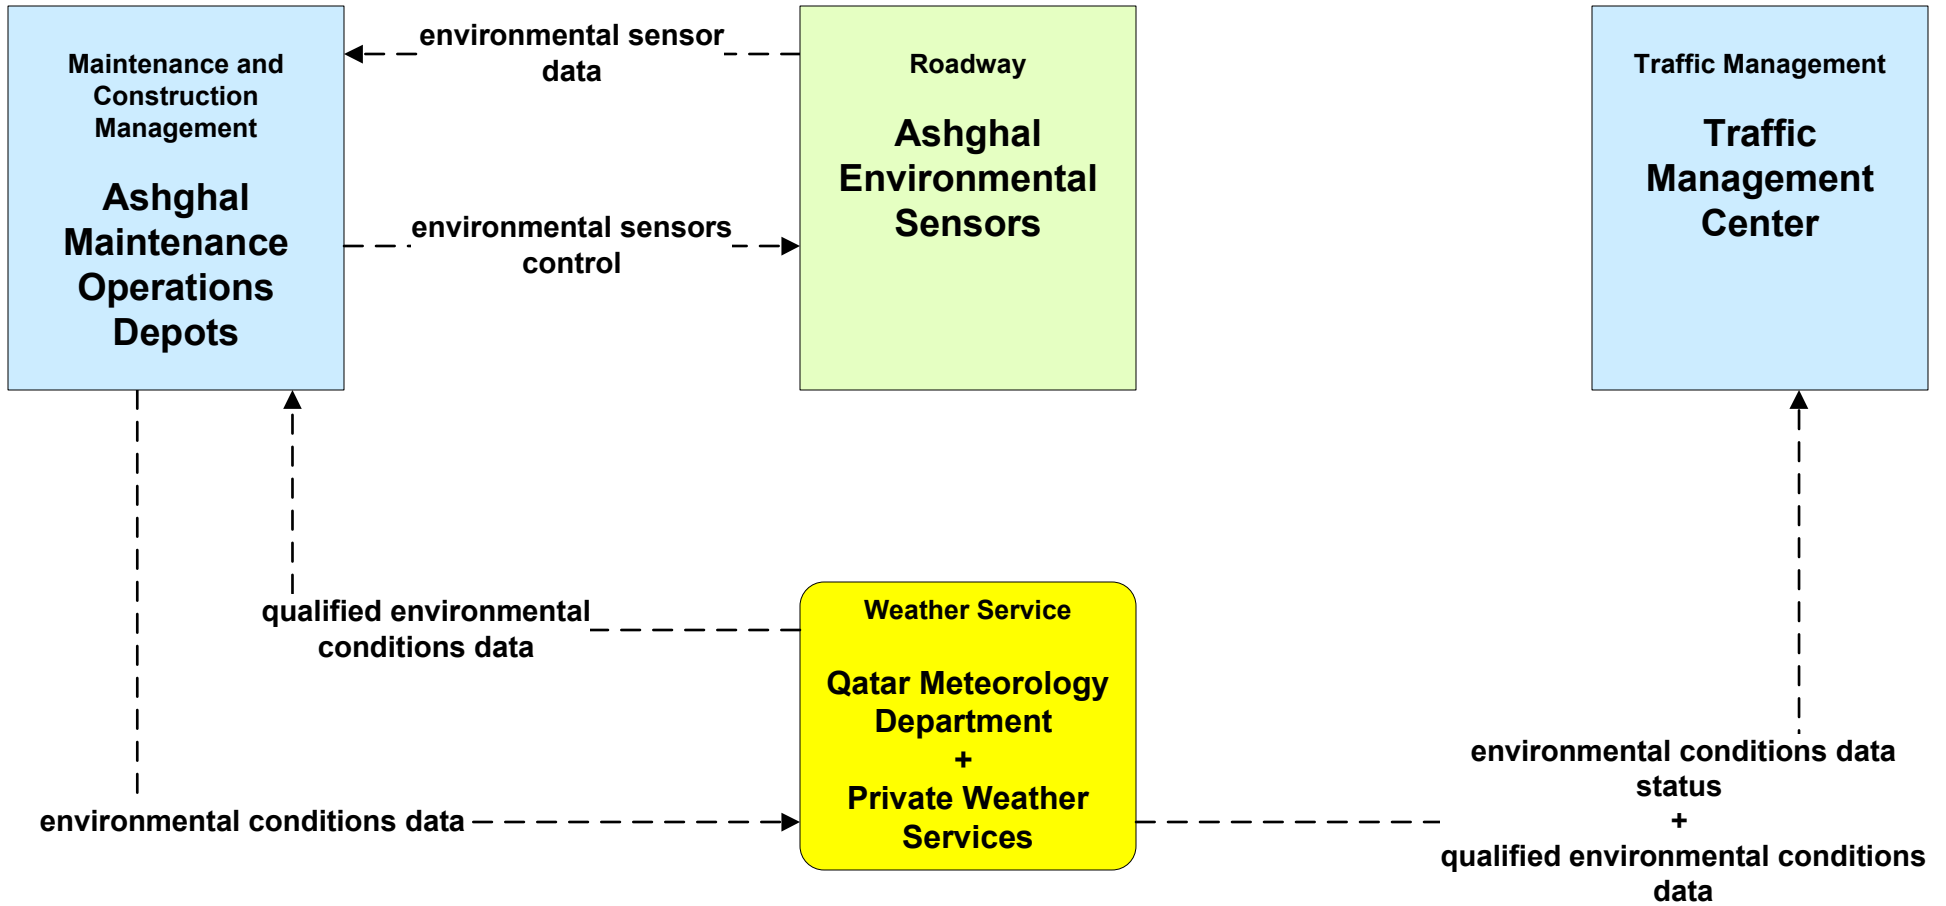 Maintenance and
Construction
Management
Ashghal
Maintenance
Operations
Depots
environmental sensor
data
environmental sensors
control
Roadway
Ashghal
Environmental
Sensors
Traffic Management
Traffic
Management
Center
qualified environmental
conditions data
environmental conditions data
Weather Service
Qatar Meteorology
Department
+
Private Weather
Services
environmental conditions data
status
+
qualified environmental conditions
data